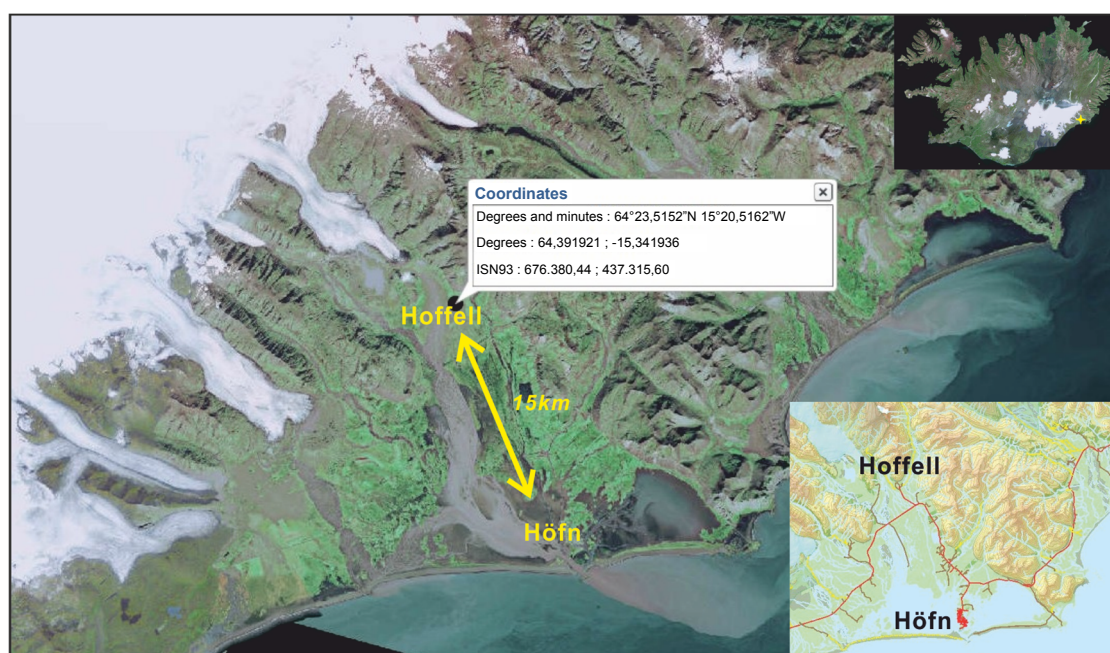 Coordinates
Degrees and minutes : 64°23,5152”N 15°20,5162”W
Degrees : 64,391921 ; -15,341936
ISN93 : 676.380,44 ; 437.315,60
Hoffell
15km
Höfn
Hoffell
Höfn